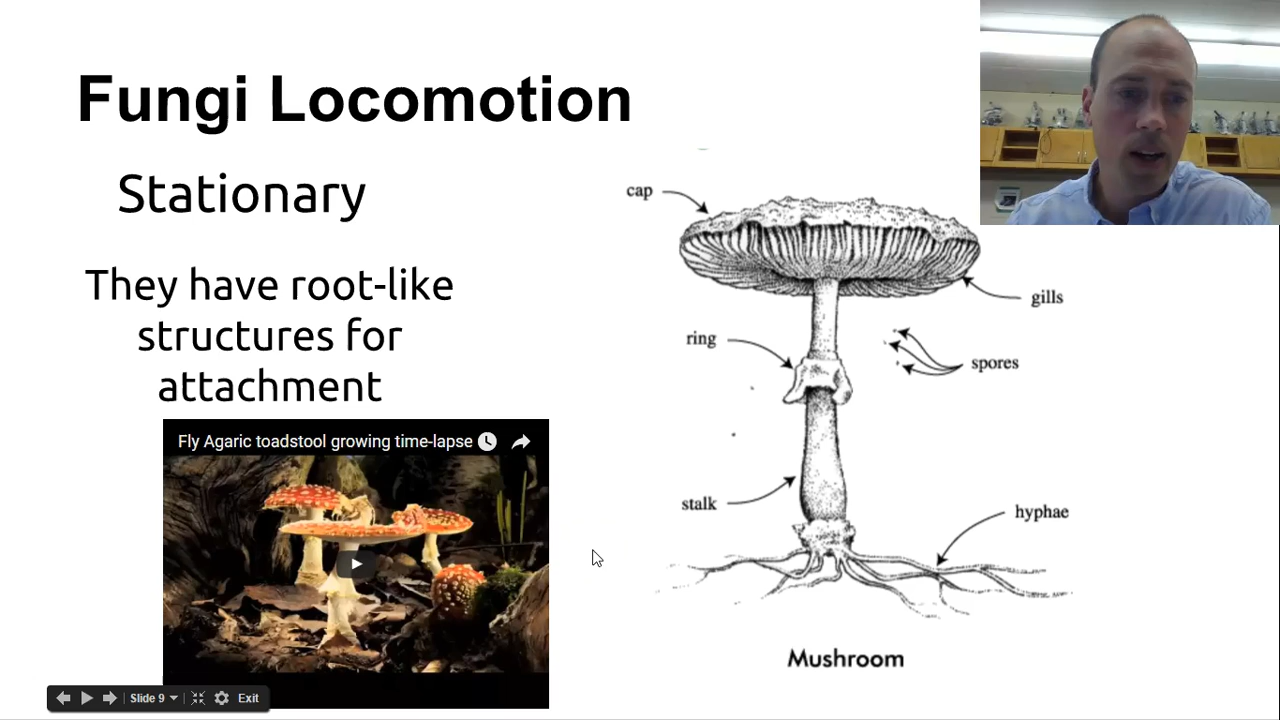 Fungi Locomotion
Stationary
They have root-like
structures for
attachment
Fly Agaric toadstool growing time-lapse
cap
gills
ring
spores
stalk
hyphae
Mushroom
Slide 9
Exit